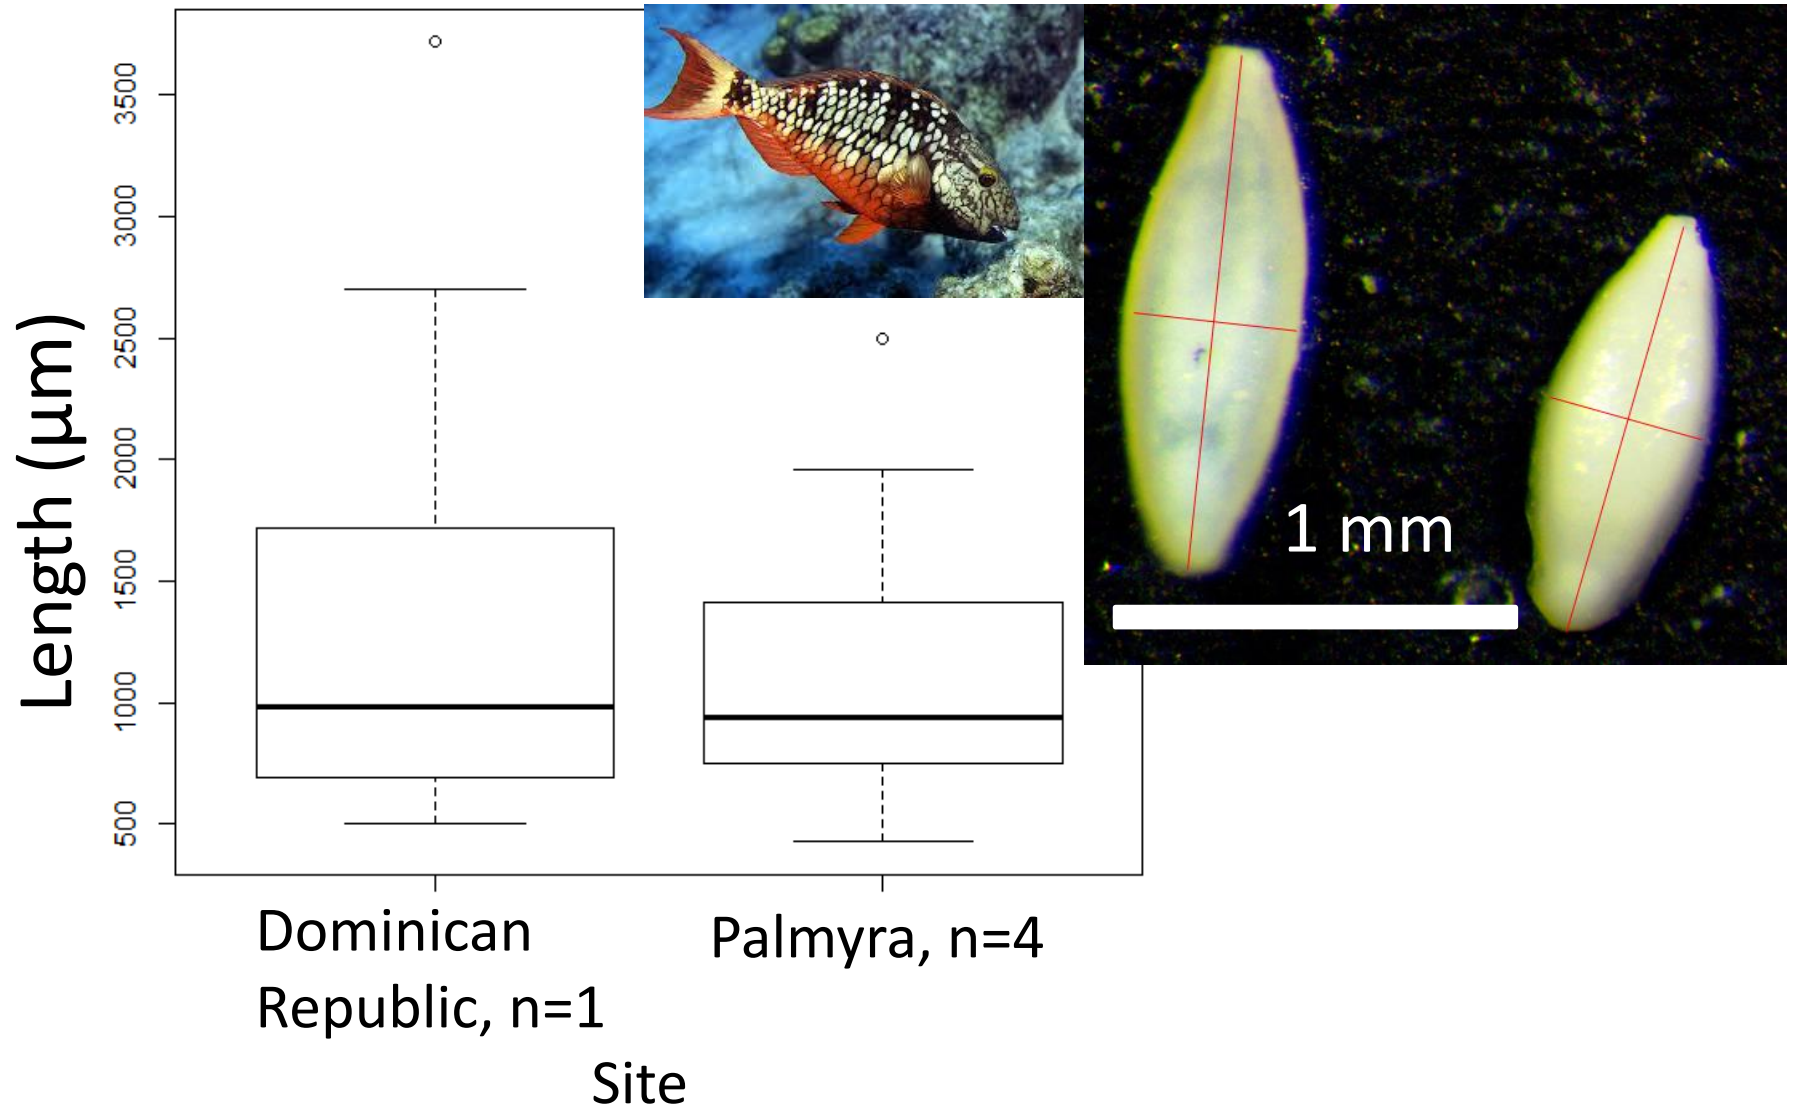 Length (µm)
3500
3000
2500
2000
1500
1000
500
1 mm
Dominican
Republic, n=1
Palmyra, n=4
Site